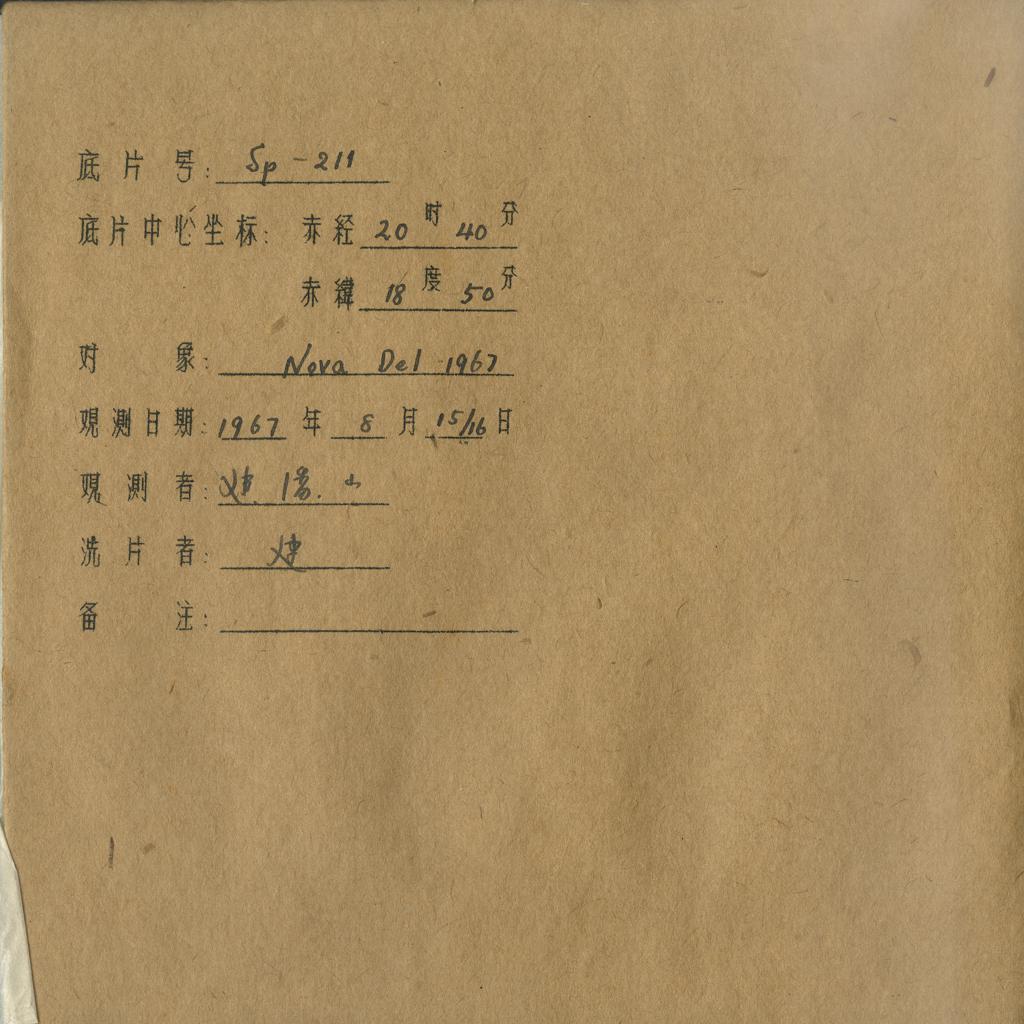 底片号: Sp-211
底片中心坐标: 赤经 20 时 40 分
赤緯 18 度 50 分
对象: Nova Del 1967
观测日期: 1967 年 8 月 15/16 日
观测者:
洗片者:
备注: